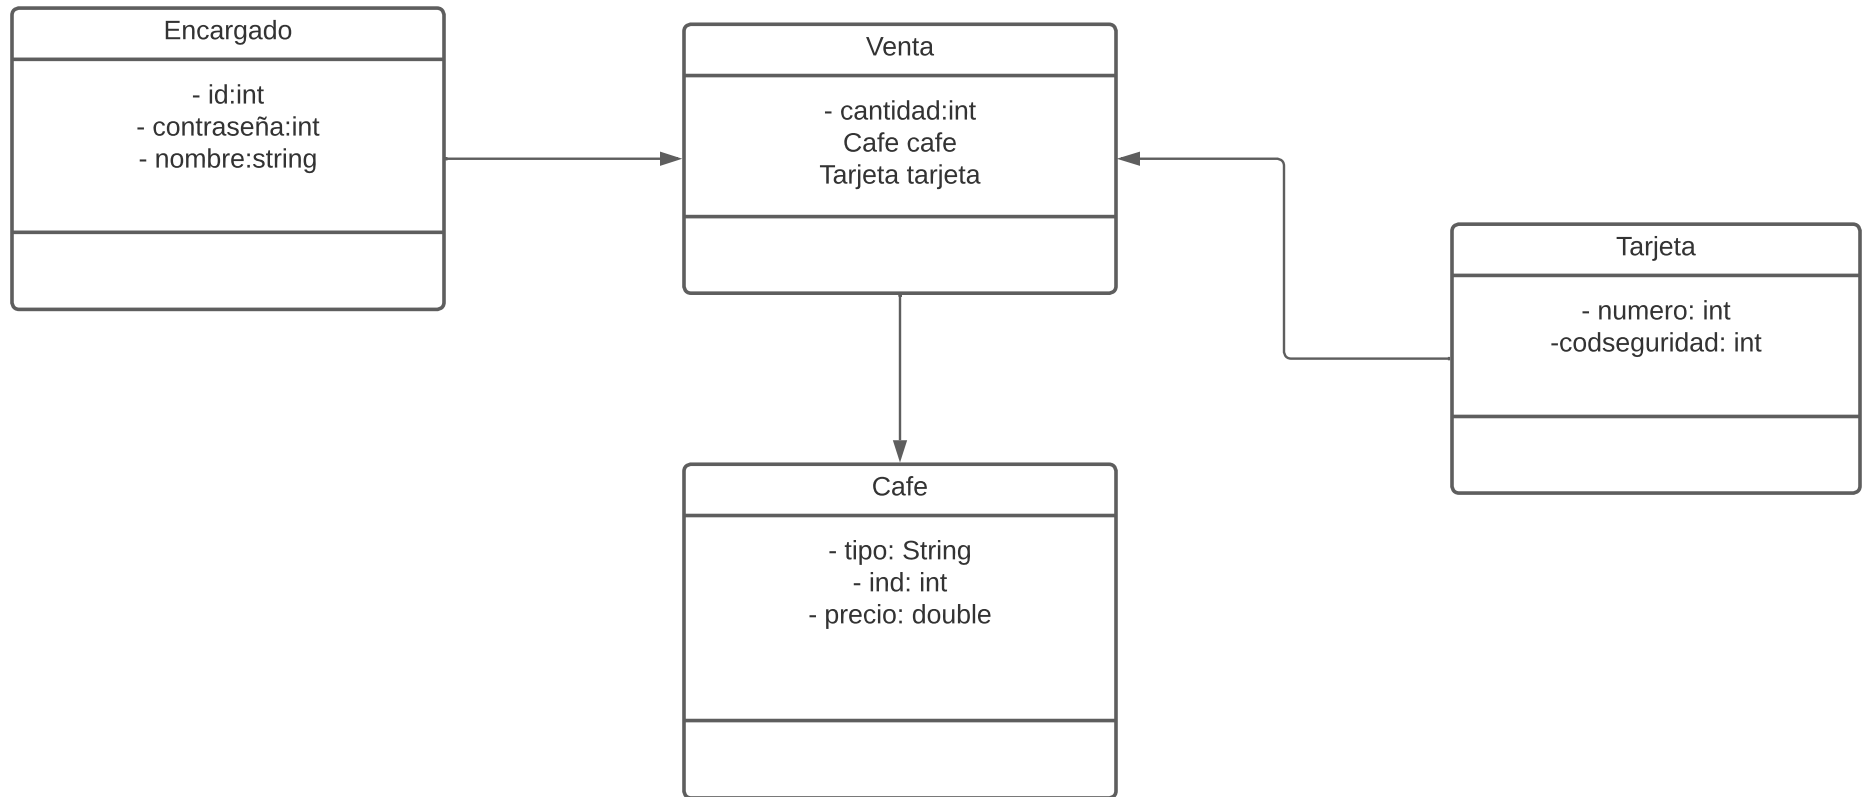 Encargado
- id:int
- contraseña:int
- nombre:string
Venta
- cantidad:int
Cafe cafe
Tarjeta tarjeta
Tarjeta
- numero: int
-codseguridad: int
Cafe
- tipo: String
- ind: int
- precio: double